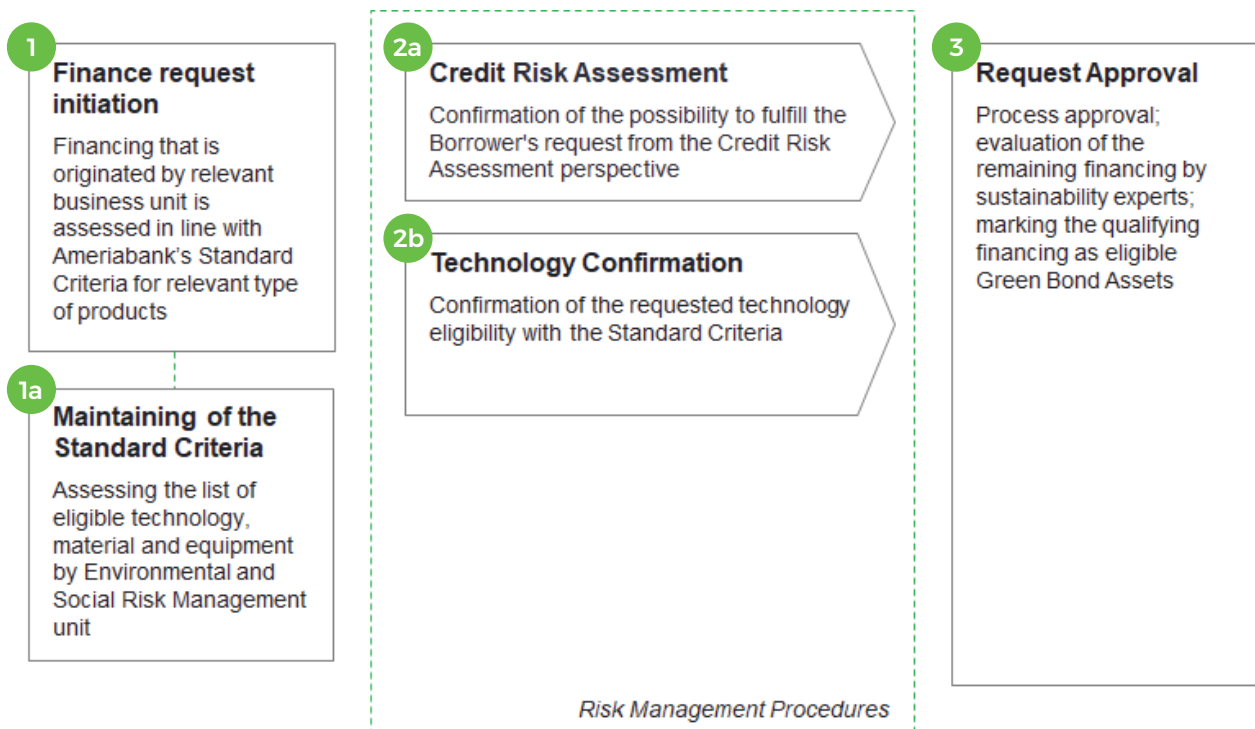 1
Finance request
initiation
Financing that is
originated by relevant
business unit is
assessed in line with
Ameriabank's Standard
Criteria for relevant type
of products
1a
Maintaining of the
Standard Criteria
Assessing the list of
eligible technology,
material and equipment
by Environmental and
Social Risk Management
unit
2a
Credit Risk Assessment
Confirmation of the possibility to fulfill the
Borrower's request from the Credit Risk
Assessment perspective
2b
Technology Confirmation
Confirmation of the requested technology
eligibility with the Standard Criteria
Risk Management Procedures
3
Request Approval
Process approval;
evaluation of the
remaining financing by
sustainability experts;
marking the qualifying
financing as eligible
Green Bond Assets